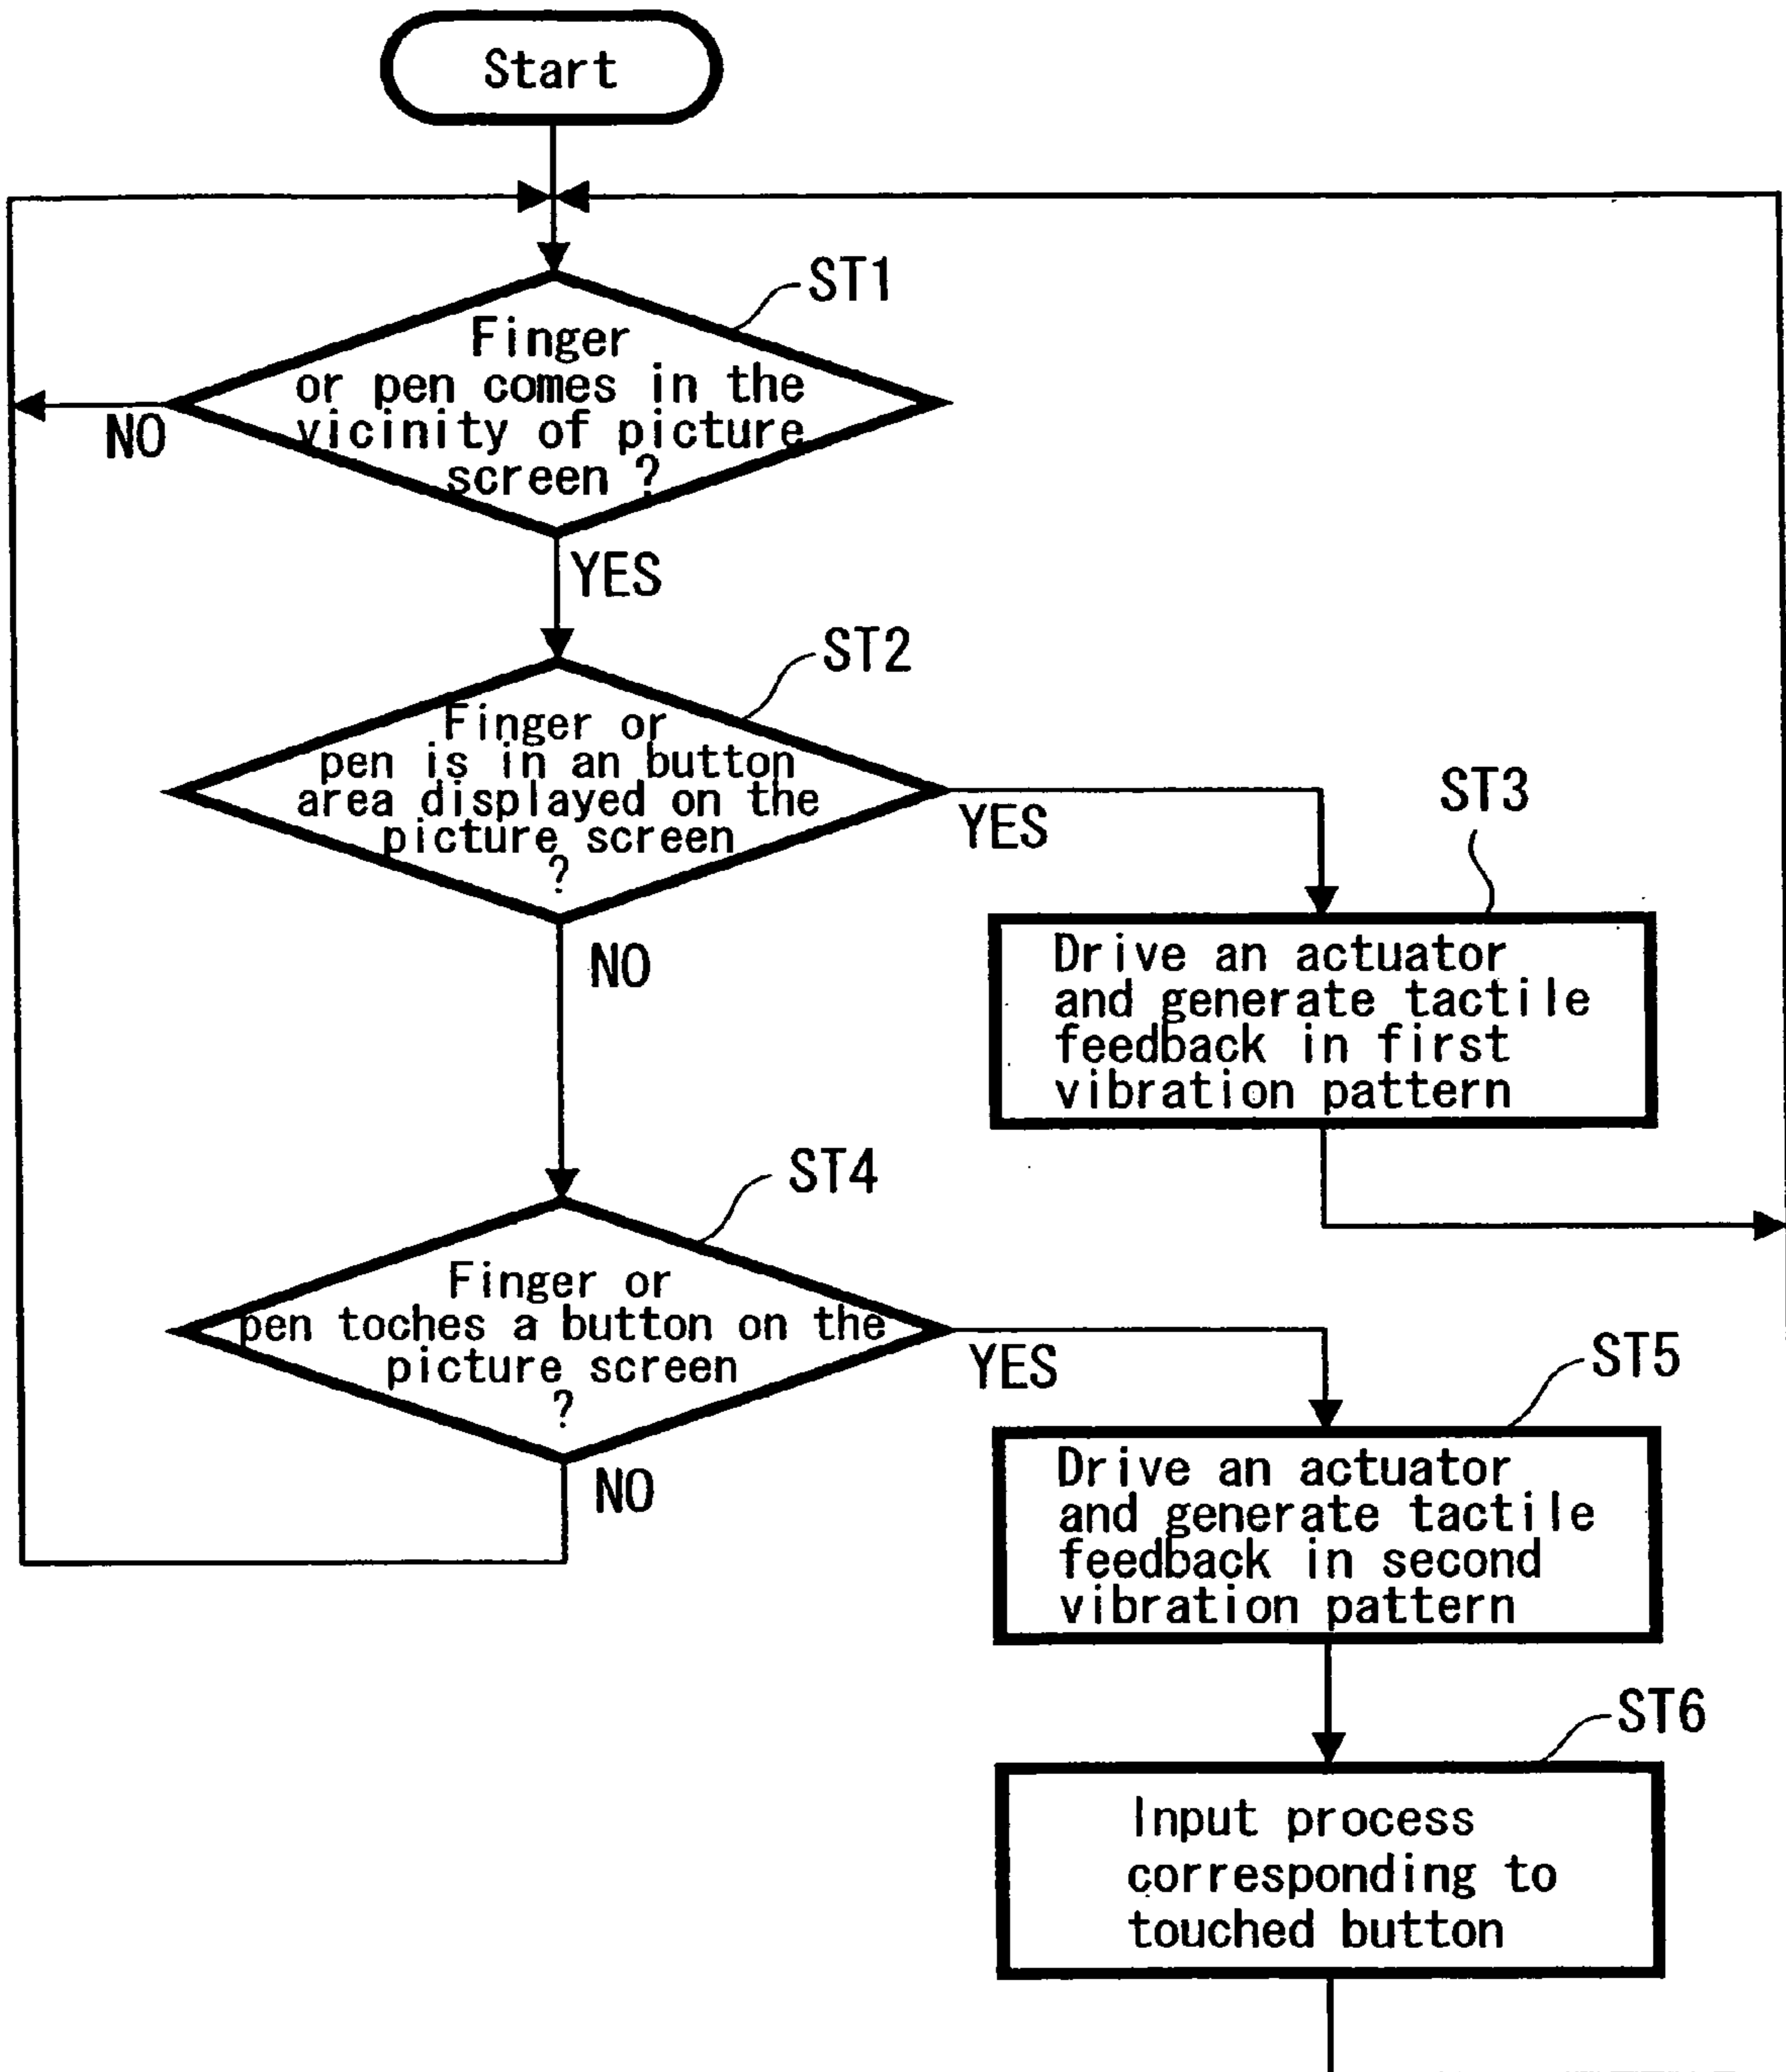 Start
ST1
Finger
or pen comes in the
vicinity of picture
screen ?
NO
YES
ST2
Finger or
pen is in an button
area displayed on the
picture screen
?
YES
NO
ST3
Drive an actuator
and generate tactile
feedback in first
vibration pattern
ST4
Finger or
pen toches a button on the
picture screen
?
YES
NO
ST5
Drive an actuator
and generate tactile
feedback in second
vibration pattern
ST6
Input process
corresponding to
touched button